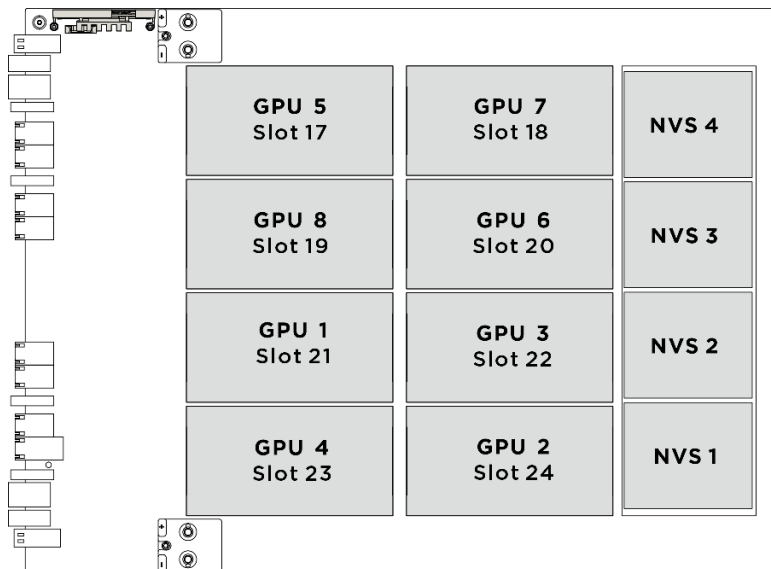 +
−
GPU 5
Slot 17
GPU 7
Slot 18
NVS 4
GPU 8
Slot 19
GPU 6
Slot 20
NVS 3
GPU 1
Slot 21
GPU 3
Slot 22
NVS 2
GPU 4
Slot 23
GPU 2
Slot 24
NVS 1
+
−